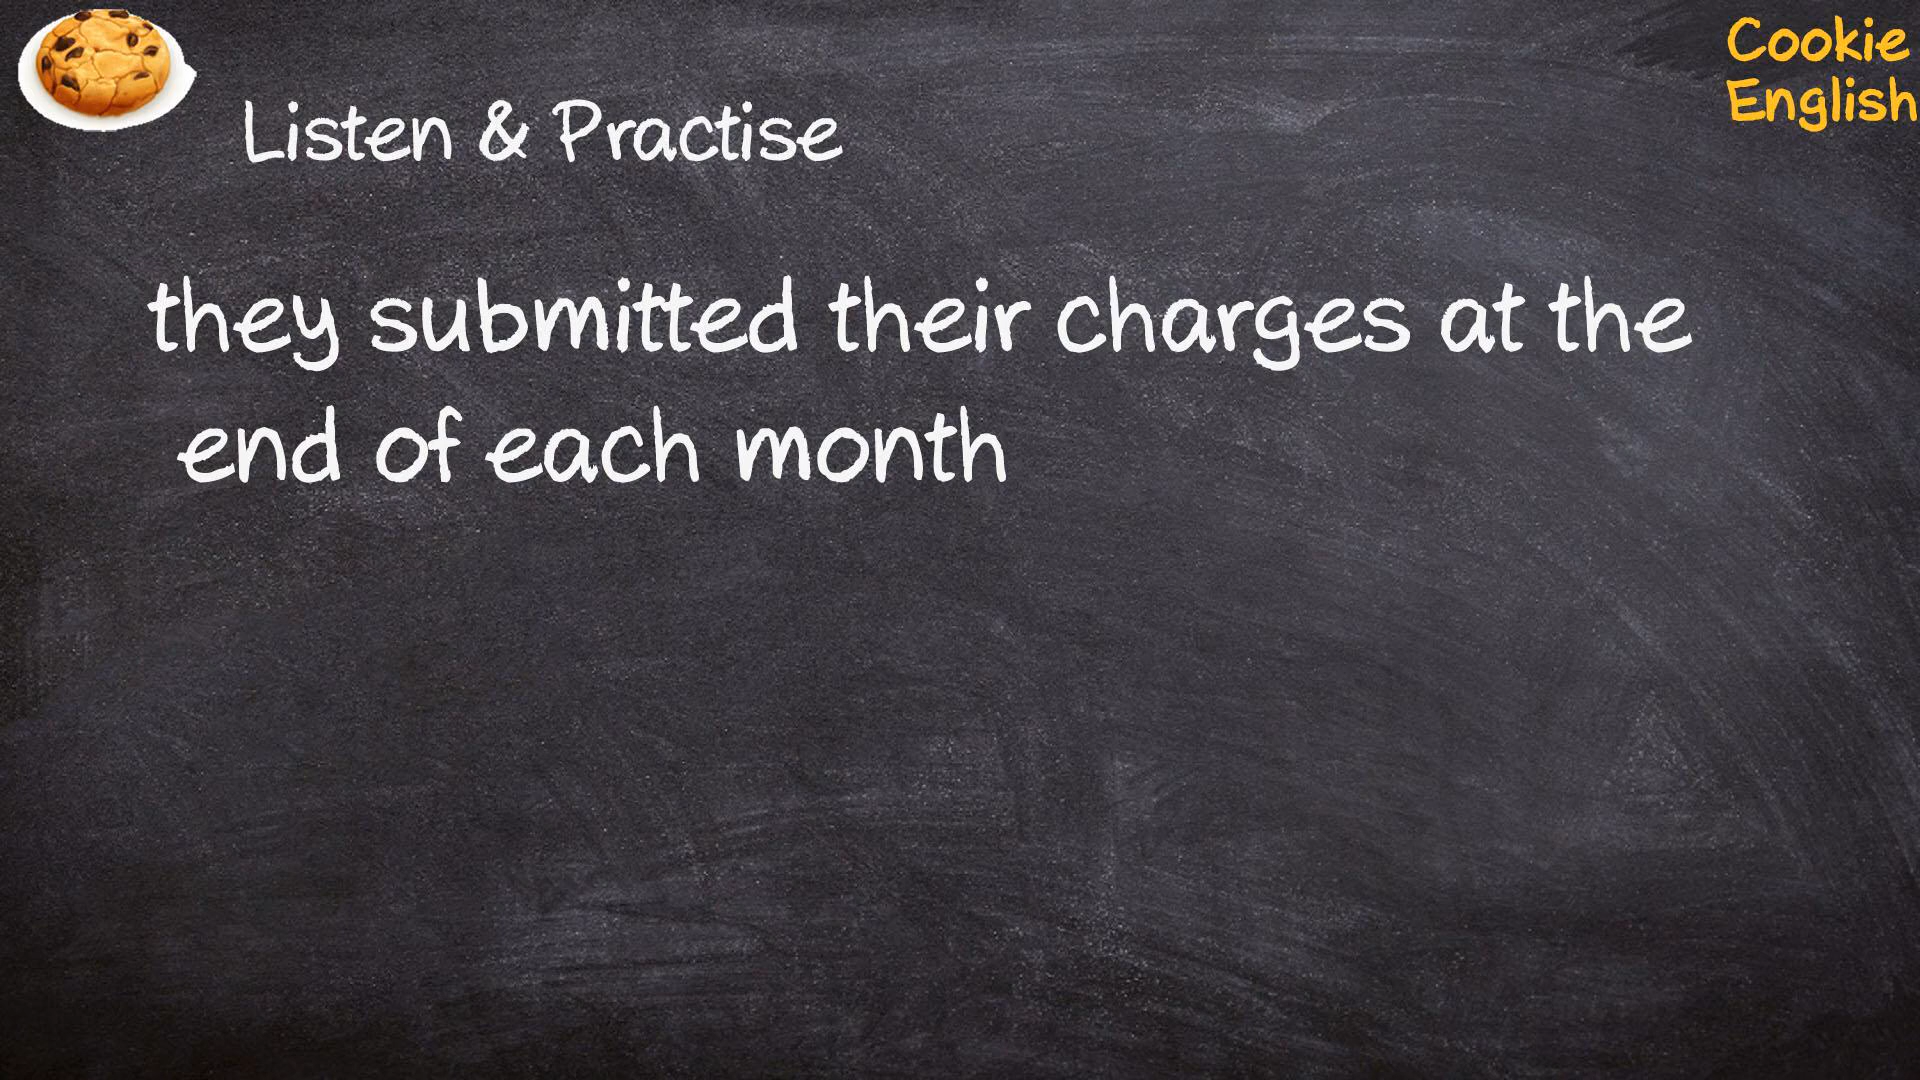 Cookie
English
Listen & Practise
they submitted their charges at the
end of each month